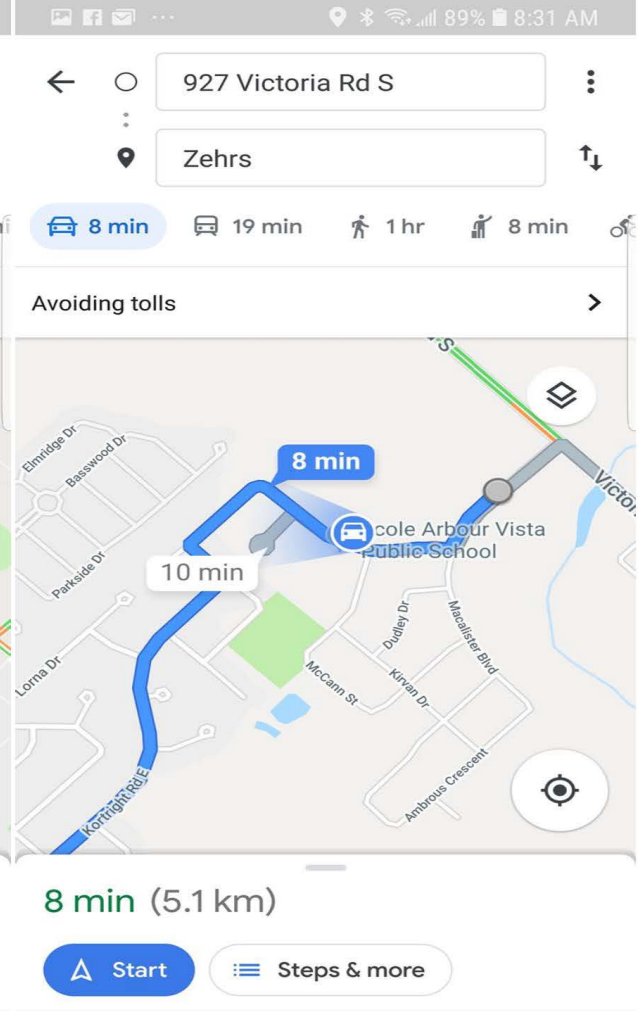 89% 8:31 AM
927 Victoria Rd S
Zehrs
8 min 19 min 1 hr 8 min
Avoiding tolls
S
Elmridge Dr
Basswood Dr
8 min
Victor
cole Arbour Vista
Public School
10 min
Parkside Dr
Dudley Dr
Macalister Blvd
Lorna Dr
McCann St
Kirvan Dr
Ambrous Crescent
Kortright Rd E
8 min (5.1 km)
Start
Steps & more